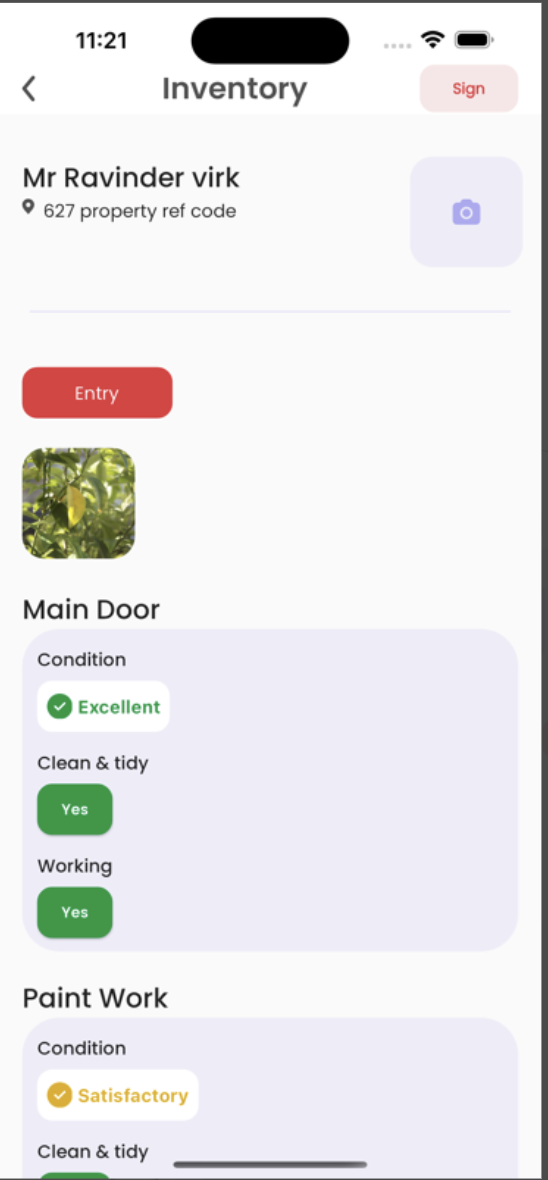 11:21
Inventory
Sign
Mr Ravinder virk
627 property ref code
Entry
Main Door
Condition
Excellent
Clean & tidy
Yes
Working
Yes
Paint Work
Condition
Satisfactory
Clean & tidy